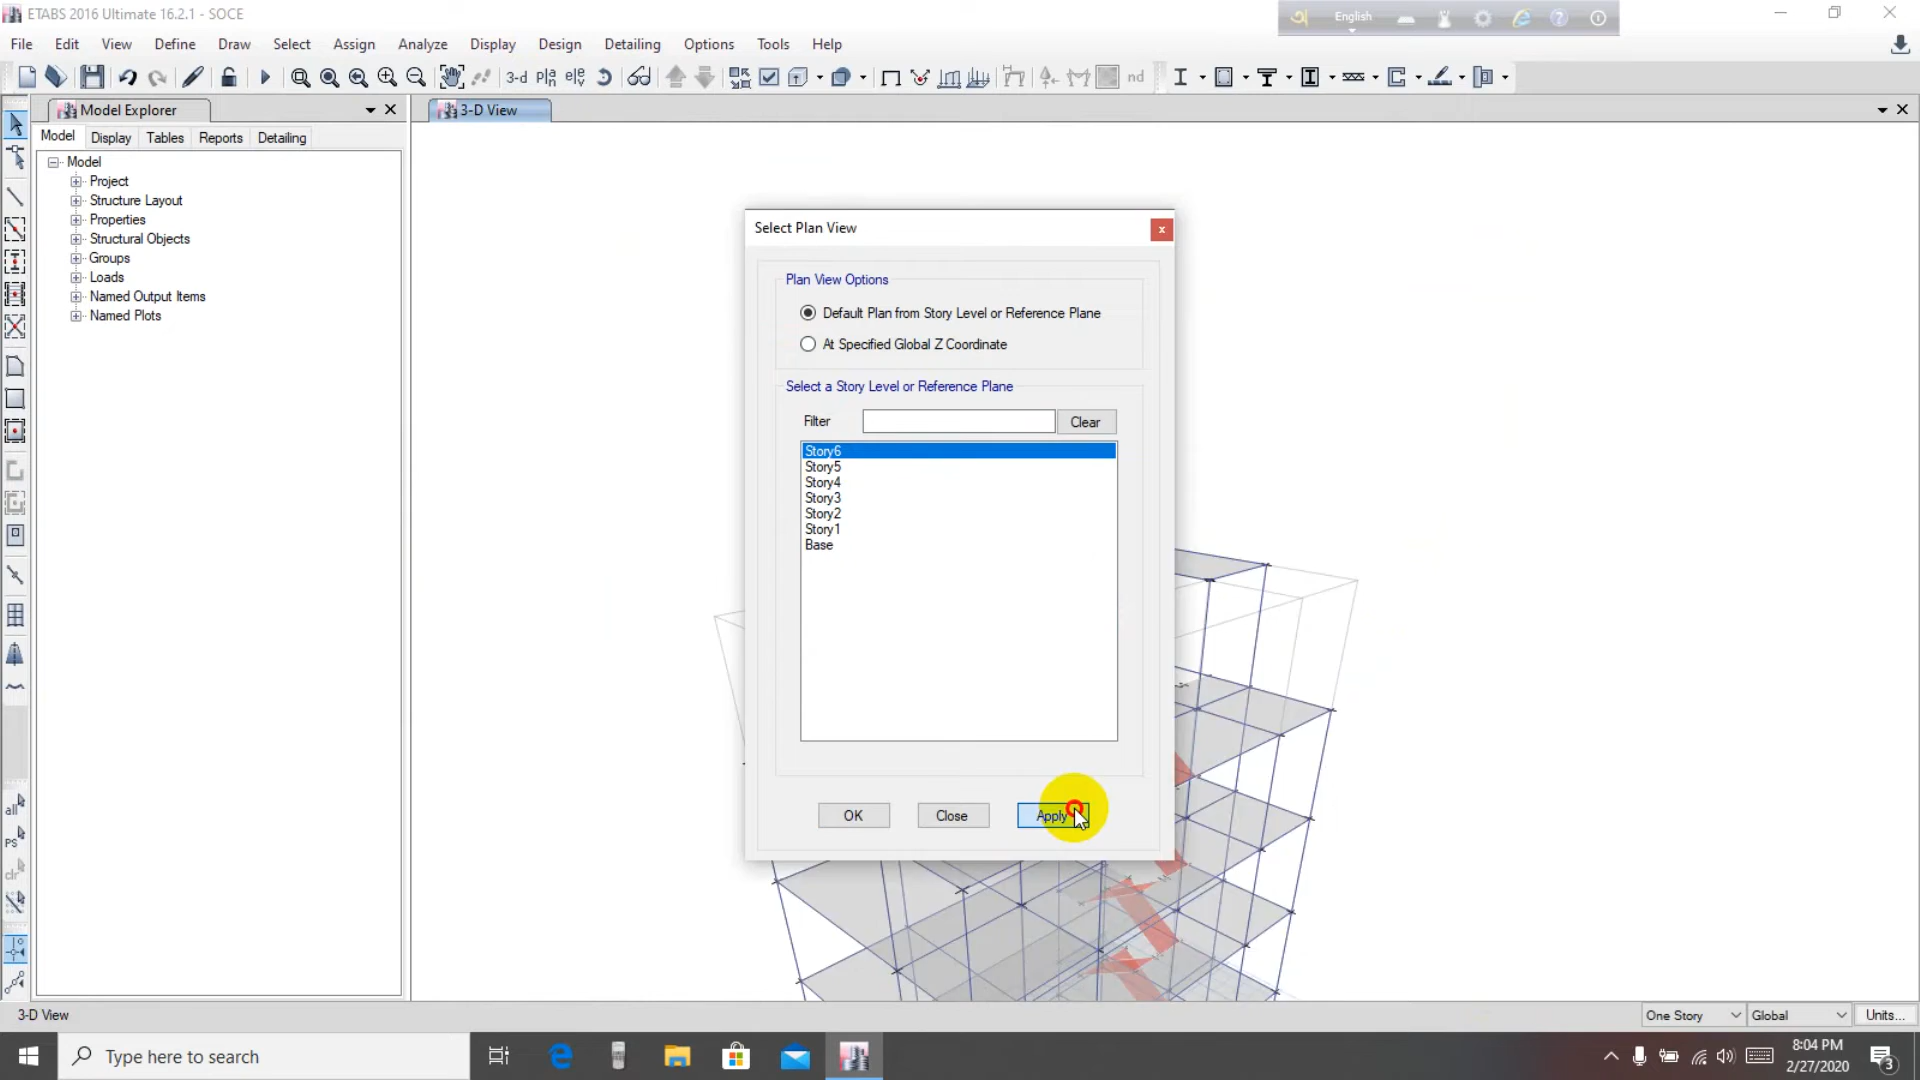 ETABS 2016 Ultimate 16.2.1 - SOCE
English
File Edit View Define Draw Select Assign Analyze Display Design Detailing Options Tools Help
3-d nd
Model Explorer
3-D View
Model Display Tables Reports Detailing
Model
Project
Structure Layout
Properties
Structural Objects
Groups
Loads
Named Output Items
Named Plots
Select Plan View
x
Plan View Options
Default Plan from Story Level or Reference Plane
At Specified Global Z Coordinate
Select a Story Level or Reference Plane
Filter Clear
Story6
Story5
Story4
Story3
Story2
Story1
Base
OK Close Apply
all
PS
clr
3-D View One Story Global Units...
Type here to search
8:04 PM
2/27/2020
3